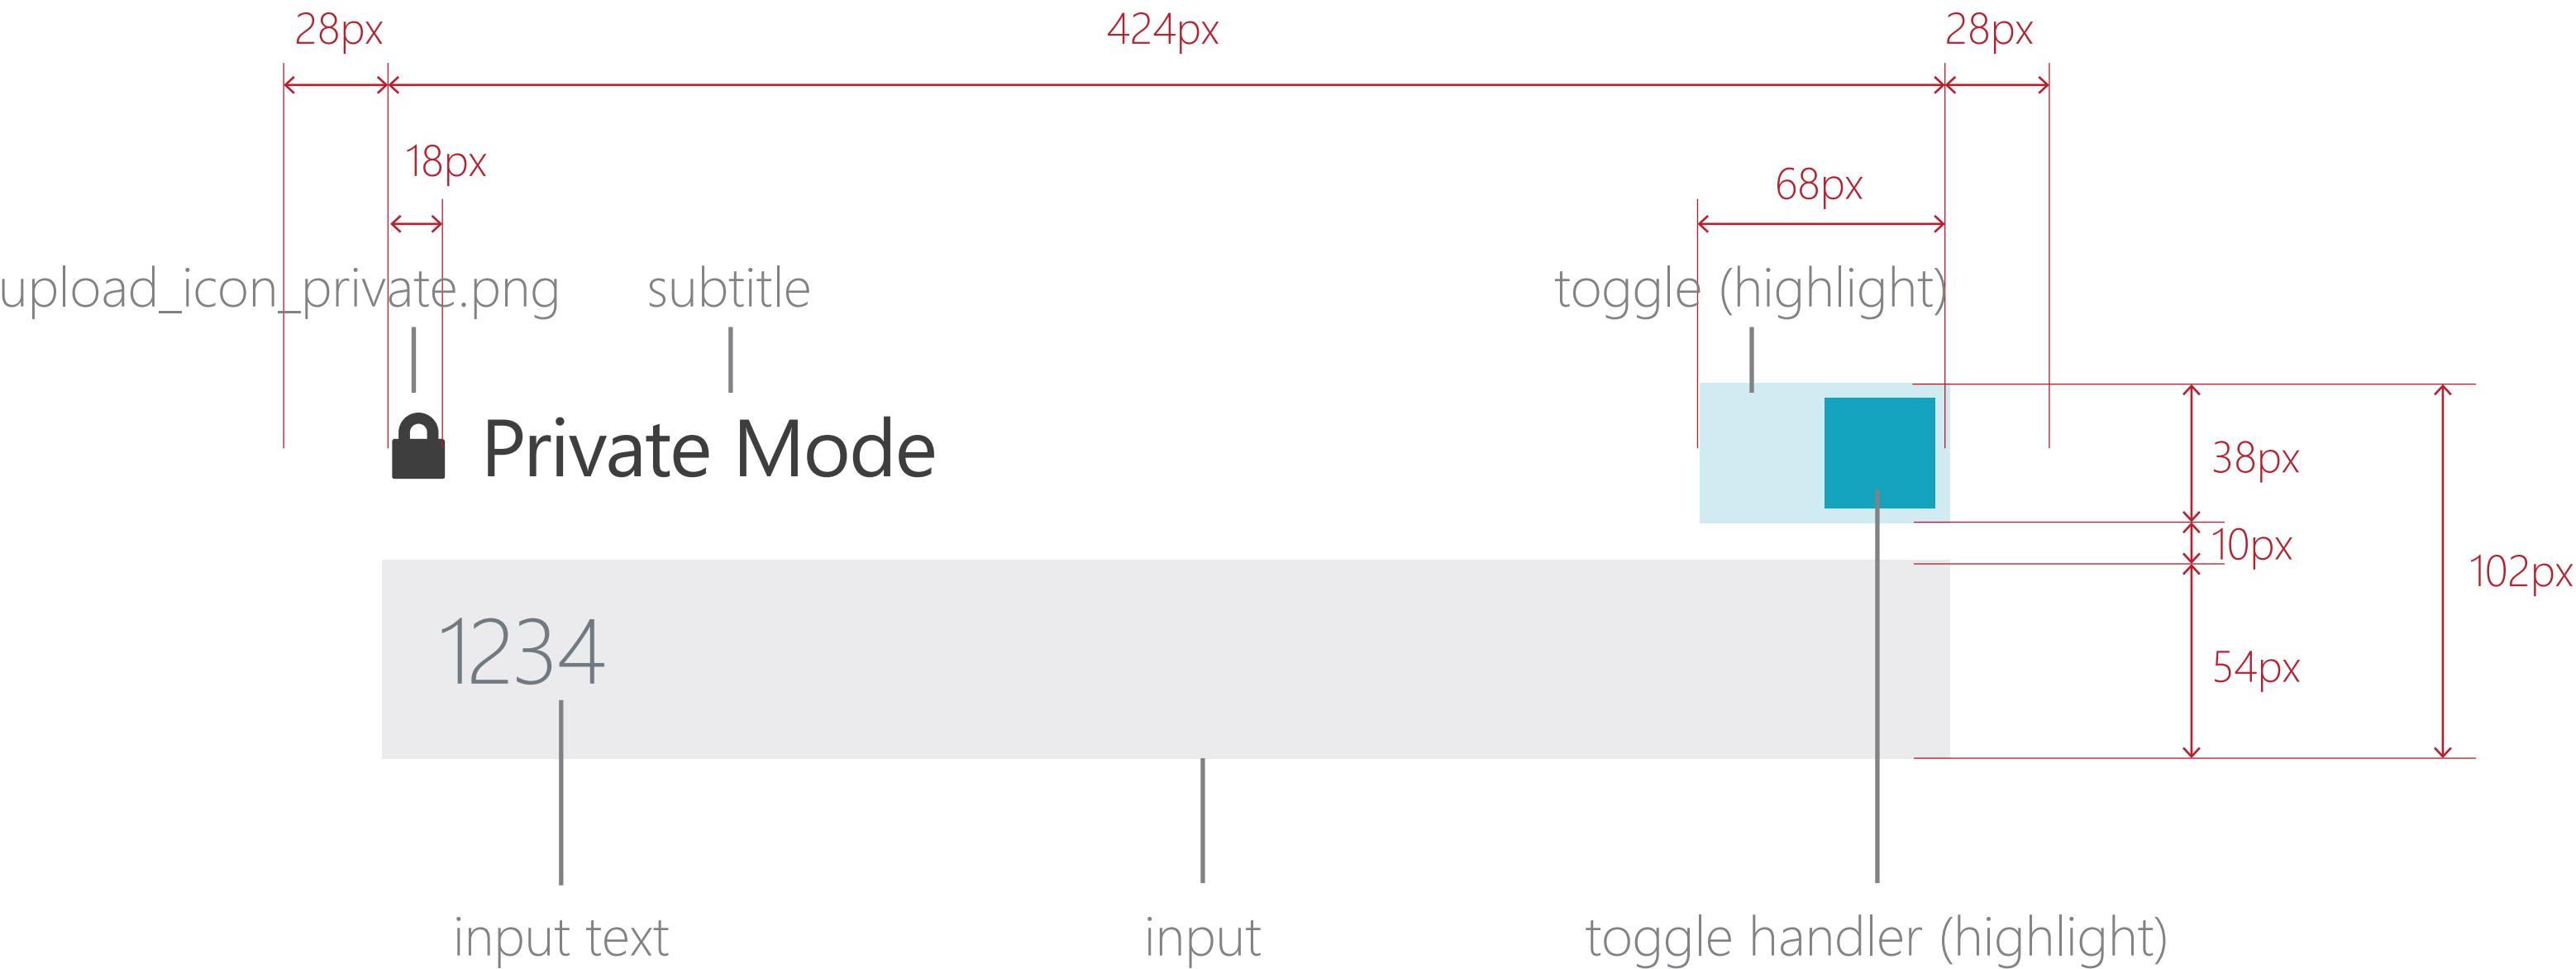 28px
424px
28px
18px
68px
upload_icon_private.png
subtitle
toggle (highlight)
Private Mode
38px
10px
102px
1234
54px
input text
input
toggle handler (highlight)